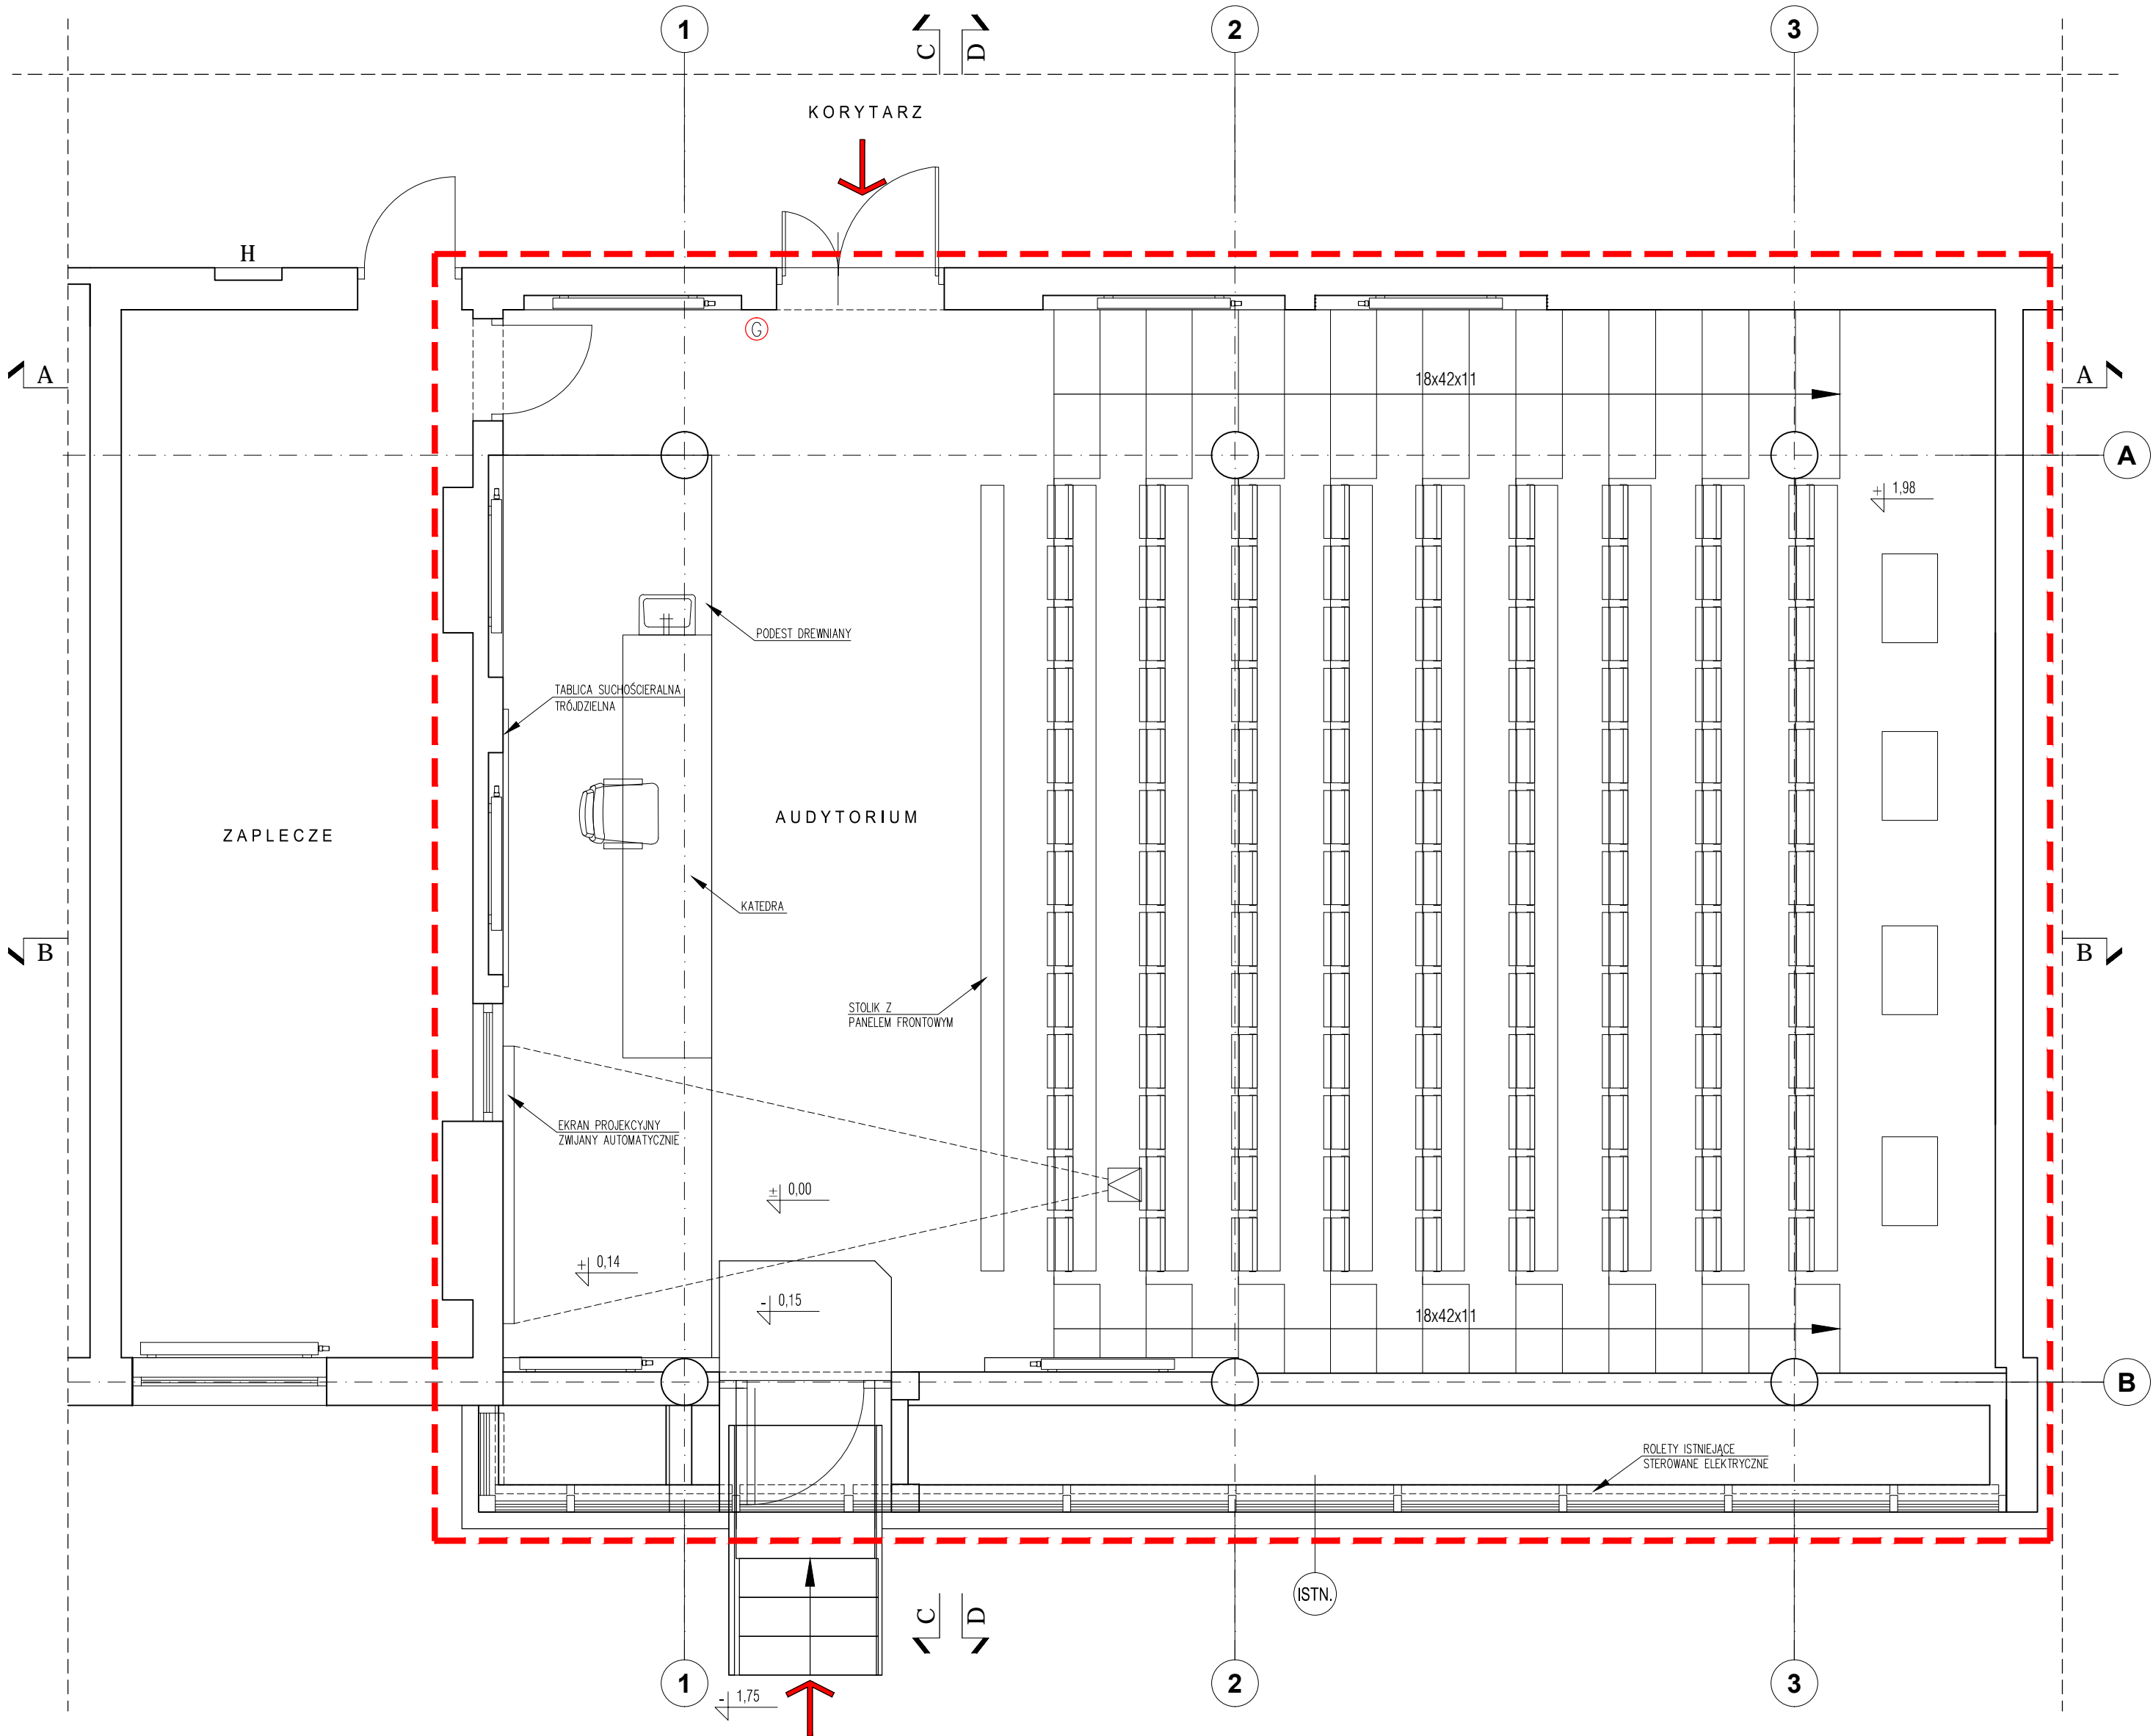 1
C
D
2
3
KORYTARZ
H
G
A
18x42x11
A
A
± 1,98
PODEST DREWNIANY
TABLICA SUCHOŚCIERALNA
TRÓJDZIELNA
AUDYTORIUM
ZAPLECZE
KATEDRA
B
B
STOLIK Z
PANELEM FRONTOWYM
EKRAN PROJEKCYJNY
ZWIJANY AUTOMATYCZNIE
± 0,00
+ 0,14
- 0,15
18x42x11
B
ROLETY ISTNIEJĄCE
STEROWANE ELEKTRYCZNE
ISTN.
C
D
1
- 1,75
2
3